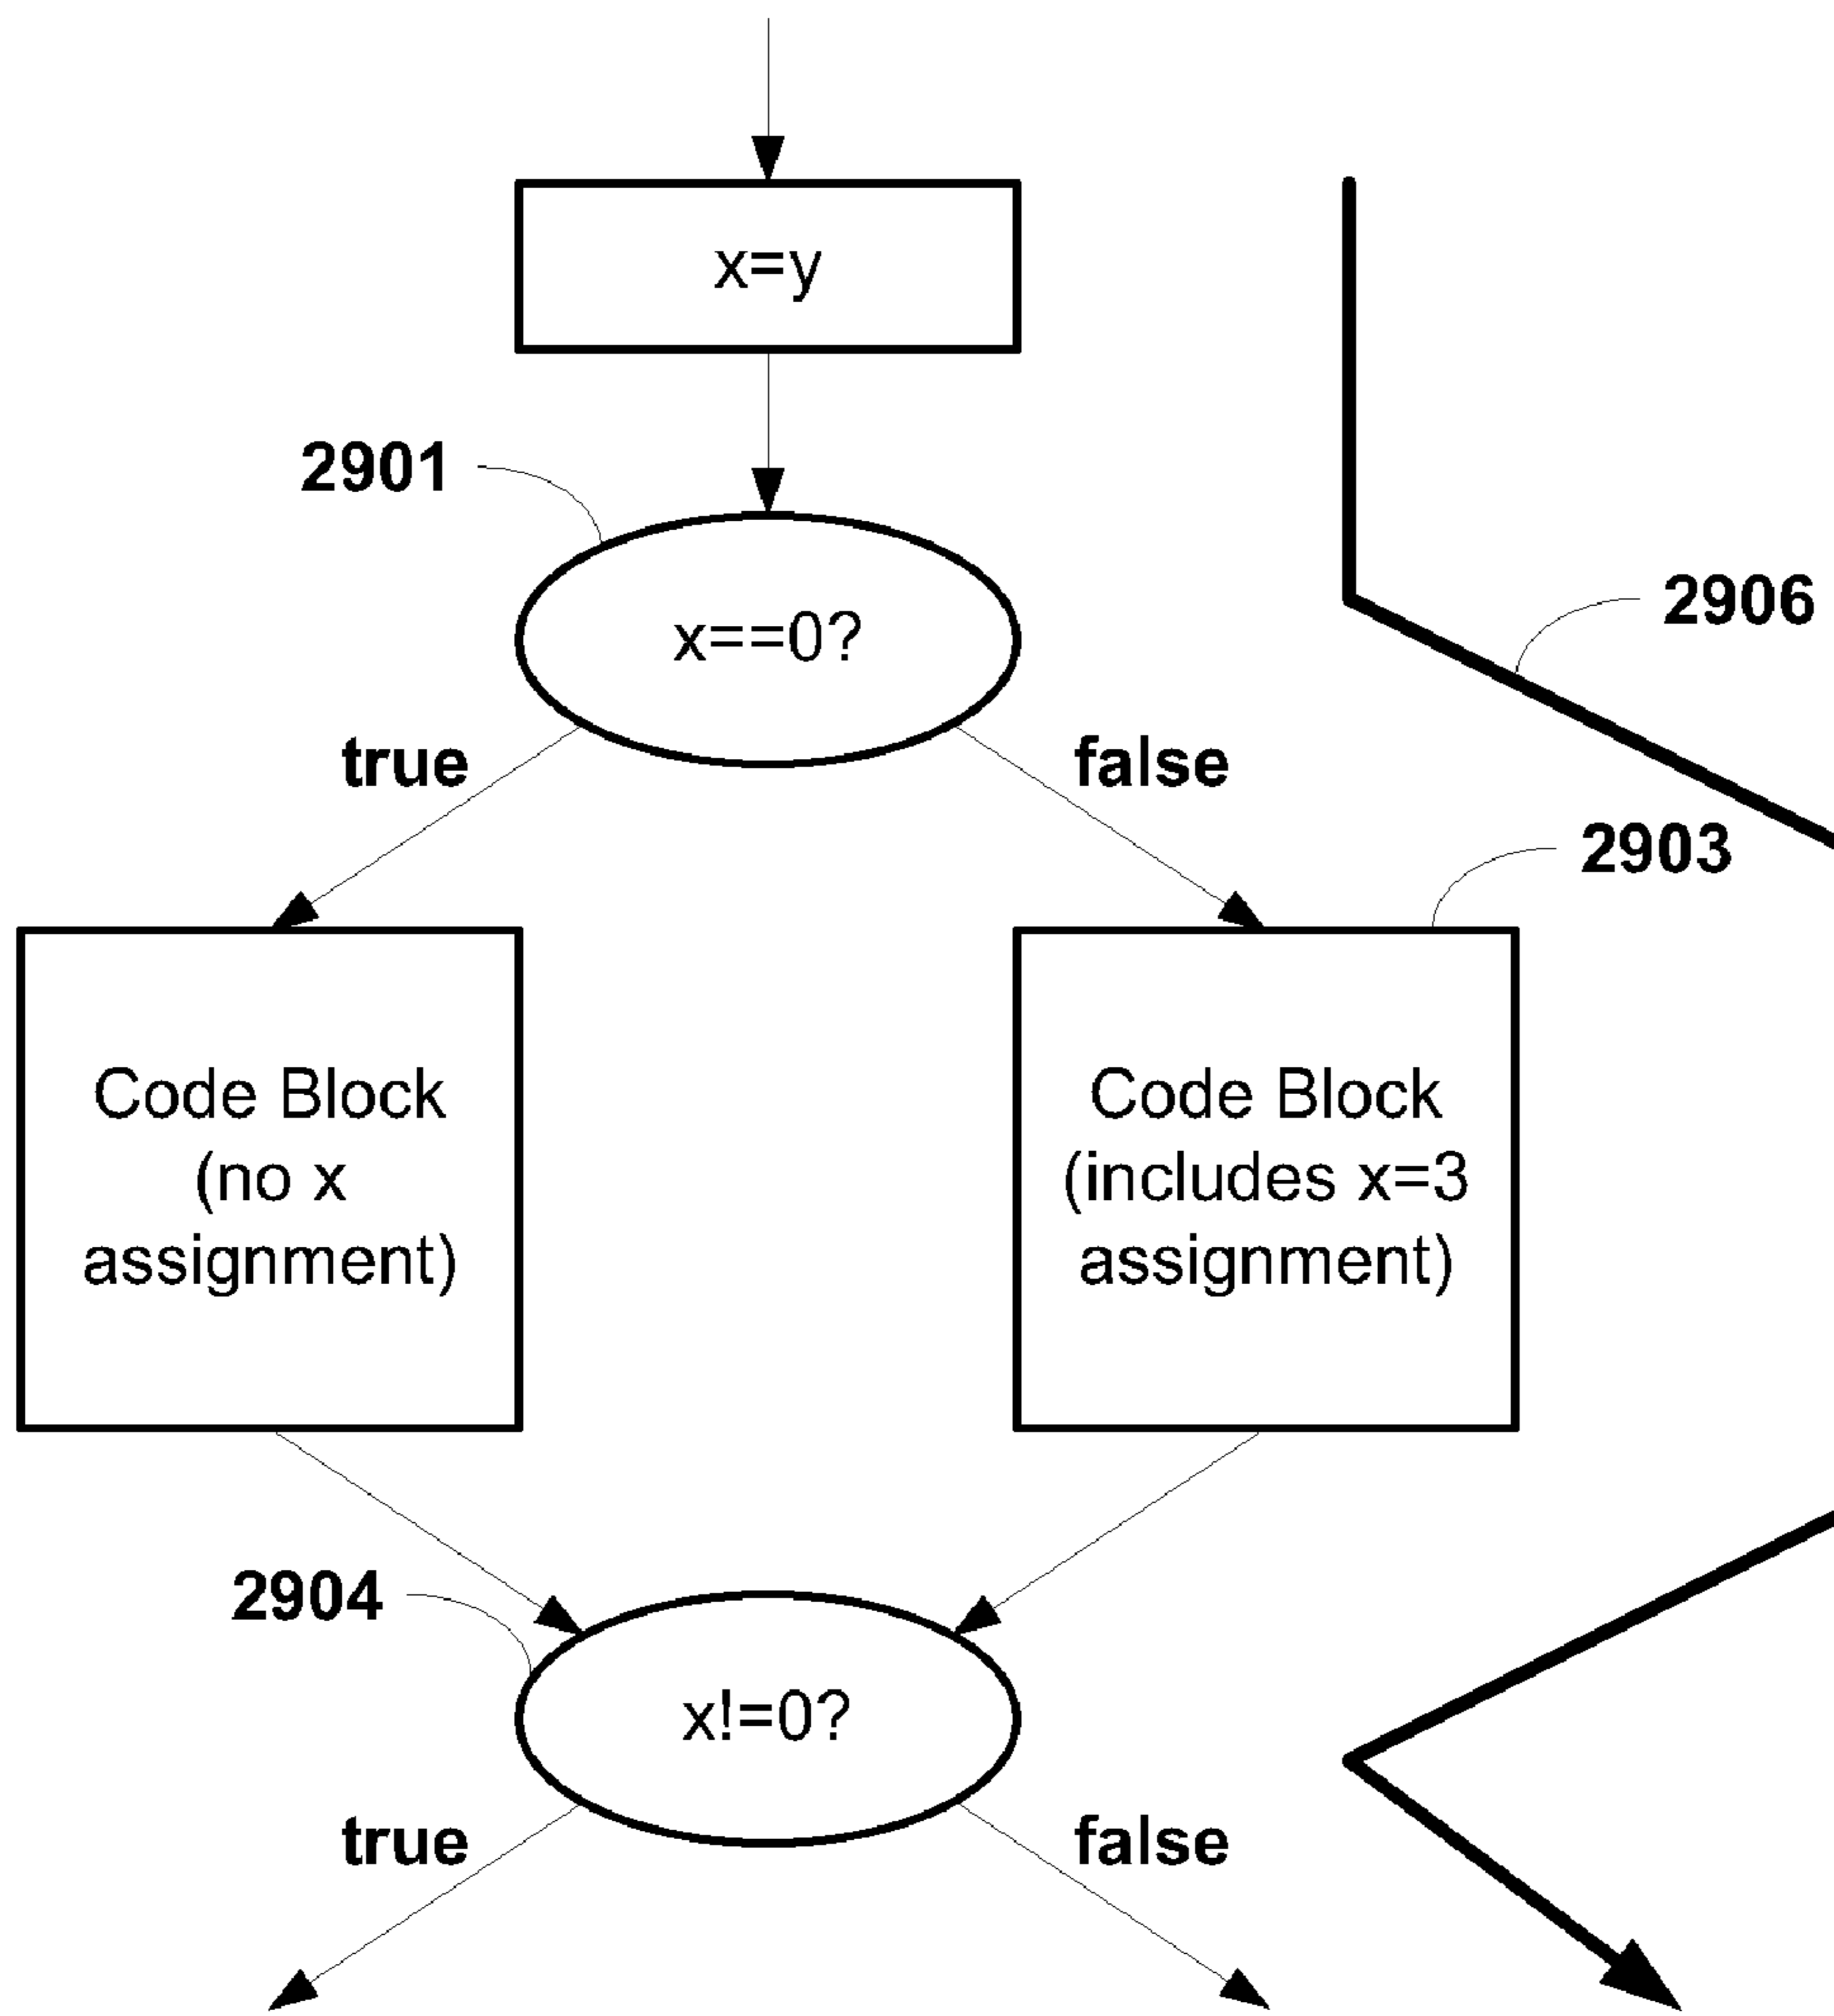 x=y
2901
x==0?
2906
true
false
2903
Code Block
(no x
assignment)
Code Block
(includes x=3
assignment)
2904
x!=0?
true
false